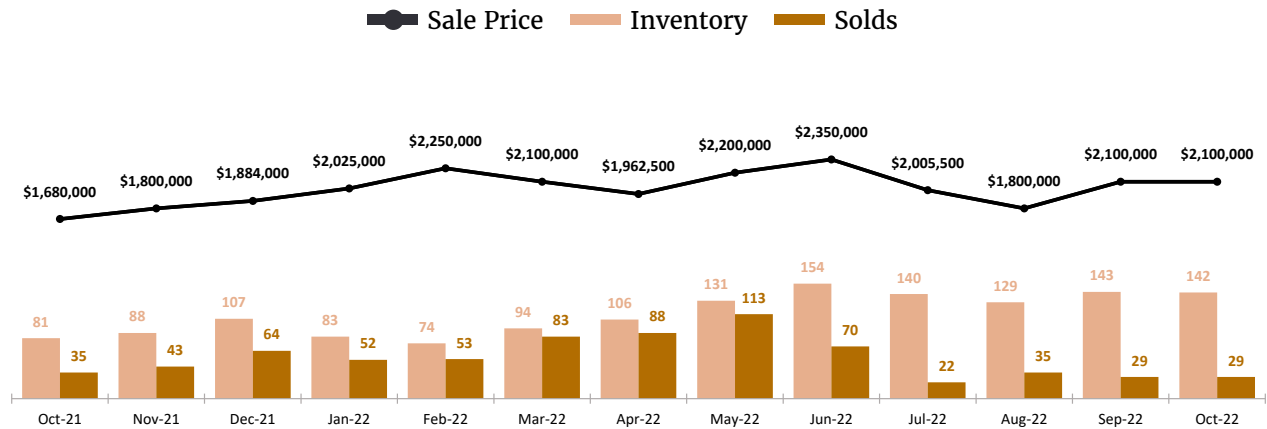 Sale Price Inventory Solds
$1,680,000 $1,800,000 $1,884,000 $2,025,000 $2,250,000 $2,100,000 $1,962,500 $2,200,000 $2,350,000 $2,005,500 $1,800,000 $2,100,000 $2,100,000
81 35 88 43 107 64 83 52 74 53 94 83 106 88 131 113 154 70 140 22 129 35 143 29 142 29
Oct-21 Nov-21 Dec-21 Jan-22 Feb-22 Mar-22 Apr-22 May-22 Jun-22 Jul-22 Aug-22 Sep-22 Oct-22